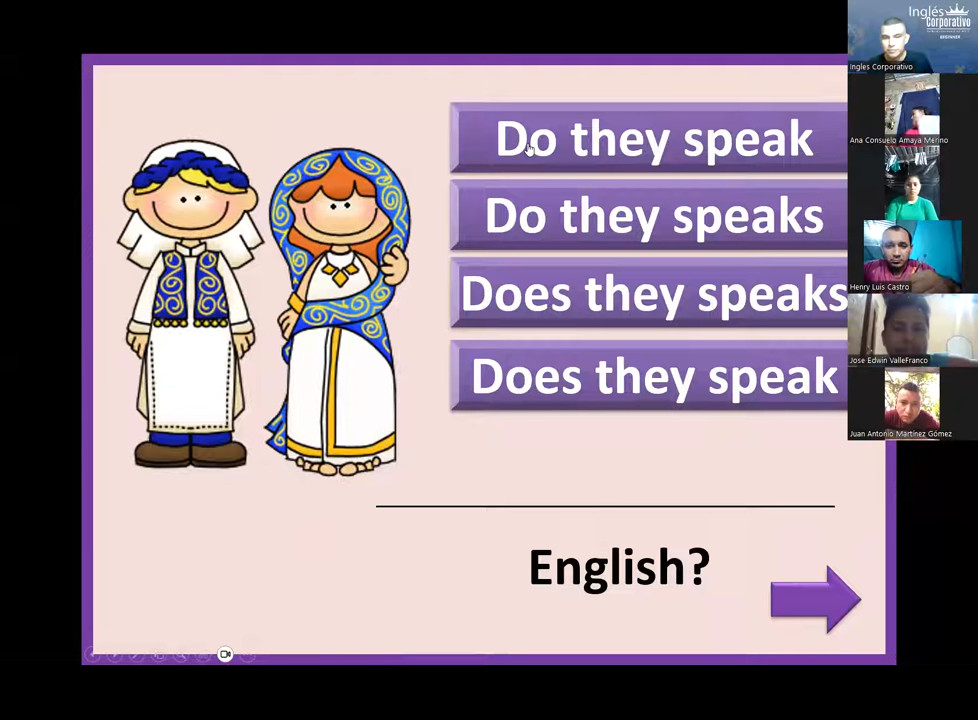 Inglés
Corporativo
BEGINNER
Ingles Corporativo
Do they speak
Ana Consuelo Amaya Merino
Do they speaks
Henry Luis Castro
Does they speaks
Jose Edwin ValleFranco
Does they speak
Juan Antonio Martínez Gómez
English?